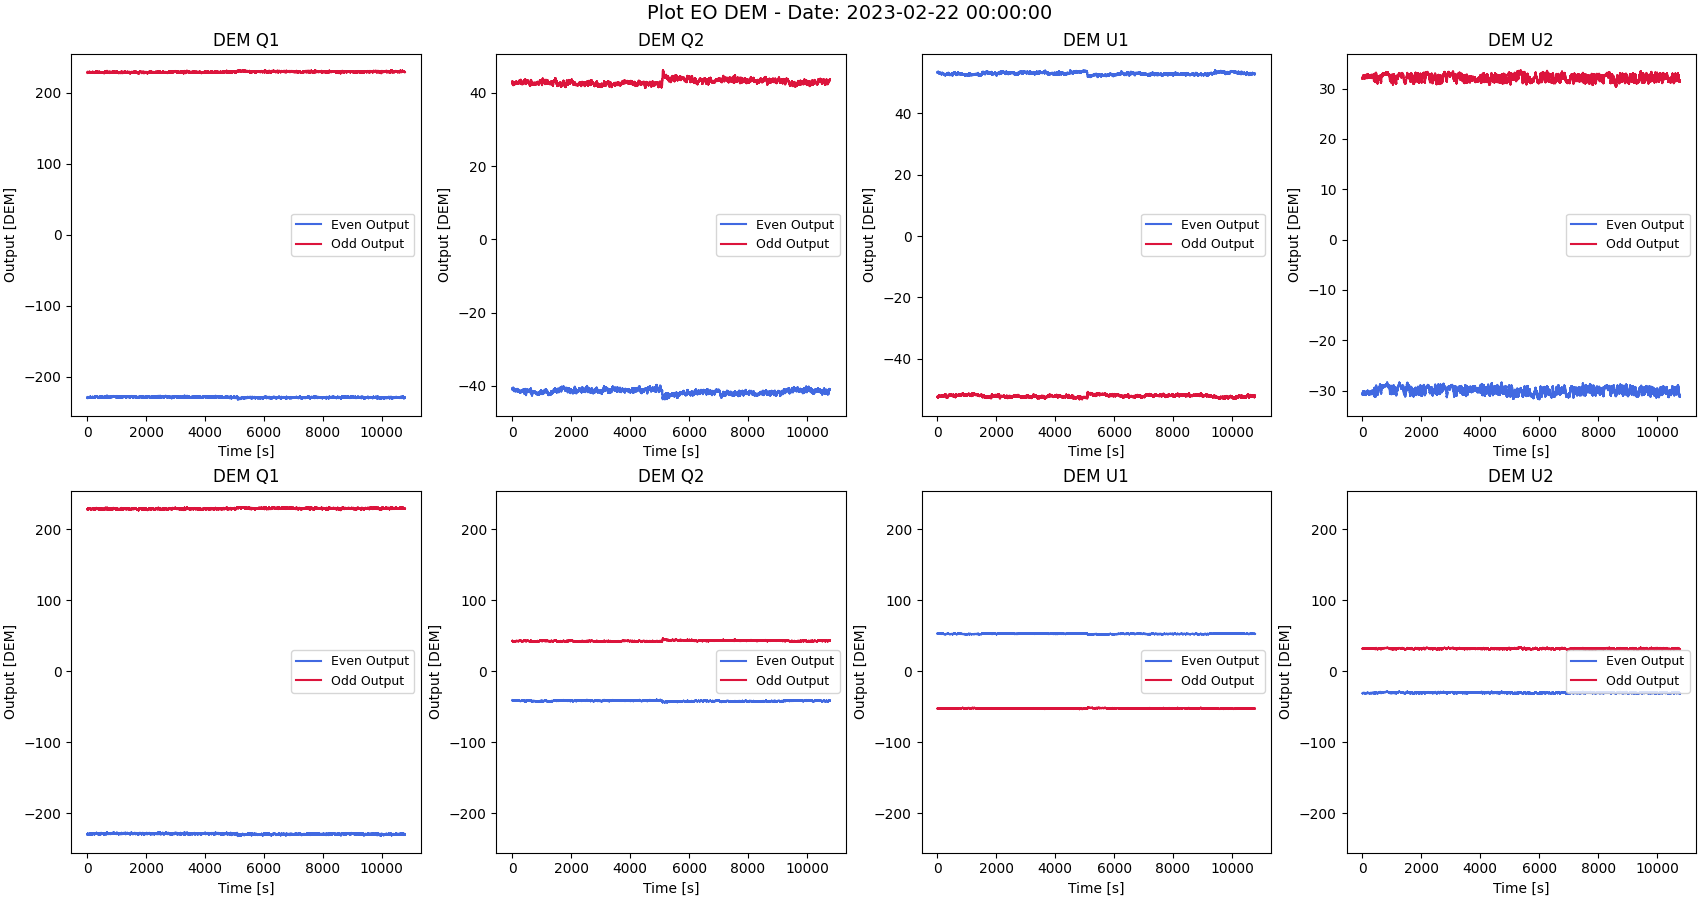 Plot EO DEM - Date: 2023-02-22 00:00:00
DEM Q1
Output [DEM]
200
100
0
−100
−200
Even Output
Odd Output
0 2000 4000 6000 8000 10000
Time [s]
DEM Q2
Output [DEM]
40
20
0
−20
−40
Even Output
Odd Output
0 2000 4000 6000 8000 10000
Time [s]
DEM U1
Output [DEM]
40
20
0
−20
−40
Even Output
Odd Output
0 2000 4000 6000 8000 10000
Time [s]
DEM U2
Output [DEM]
30
20
10
0
−10
−20
−30
Even Output
Odd Output
0 2000 4000 6000 8000 10000
Time [s]
DEM Q1
Output [DEM]
200
100
0
−100
−200
Even Output
Odd Output
0 2000 4000 6000 8000 10000
Time [s]
DEM Q2
Output [DEM]
200
100
0
−100
−200
Even Output
Odd Output
0 2000 4000 6000 8000 10000
Time [s]
DEM U1
Output [DEM]
200
100
0
−100
−200
Even Output
Odd Output
0 2000 4000 6000 8000 10000
Time [s]
DEM U2
Output [DEM]
200
100
0
−100
−200
Even Output
Odd Output
0 2000 4000 6000 8000 10000
Time [s]